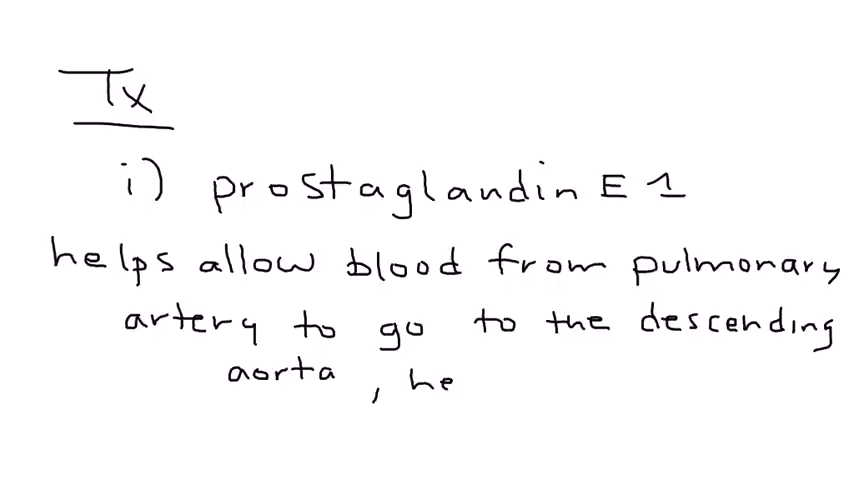 Tx
i) prostaglandin E 1
helps allow blood from pulmonary
artery to go to the descending
aorta, he